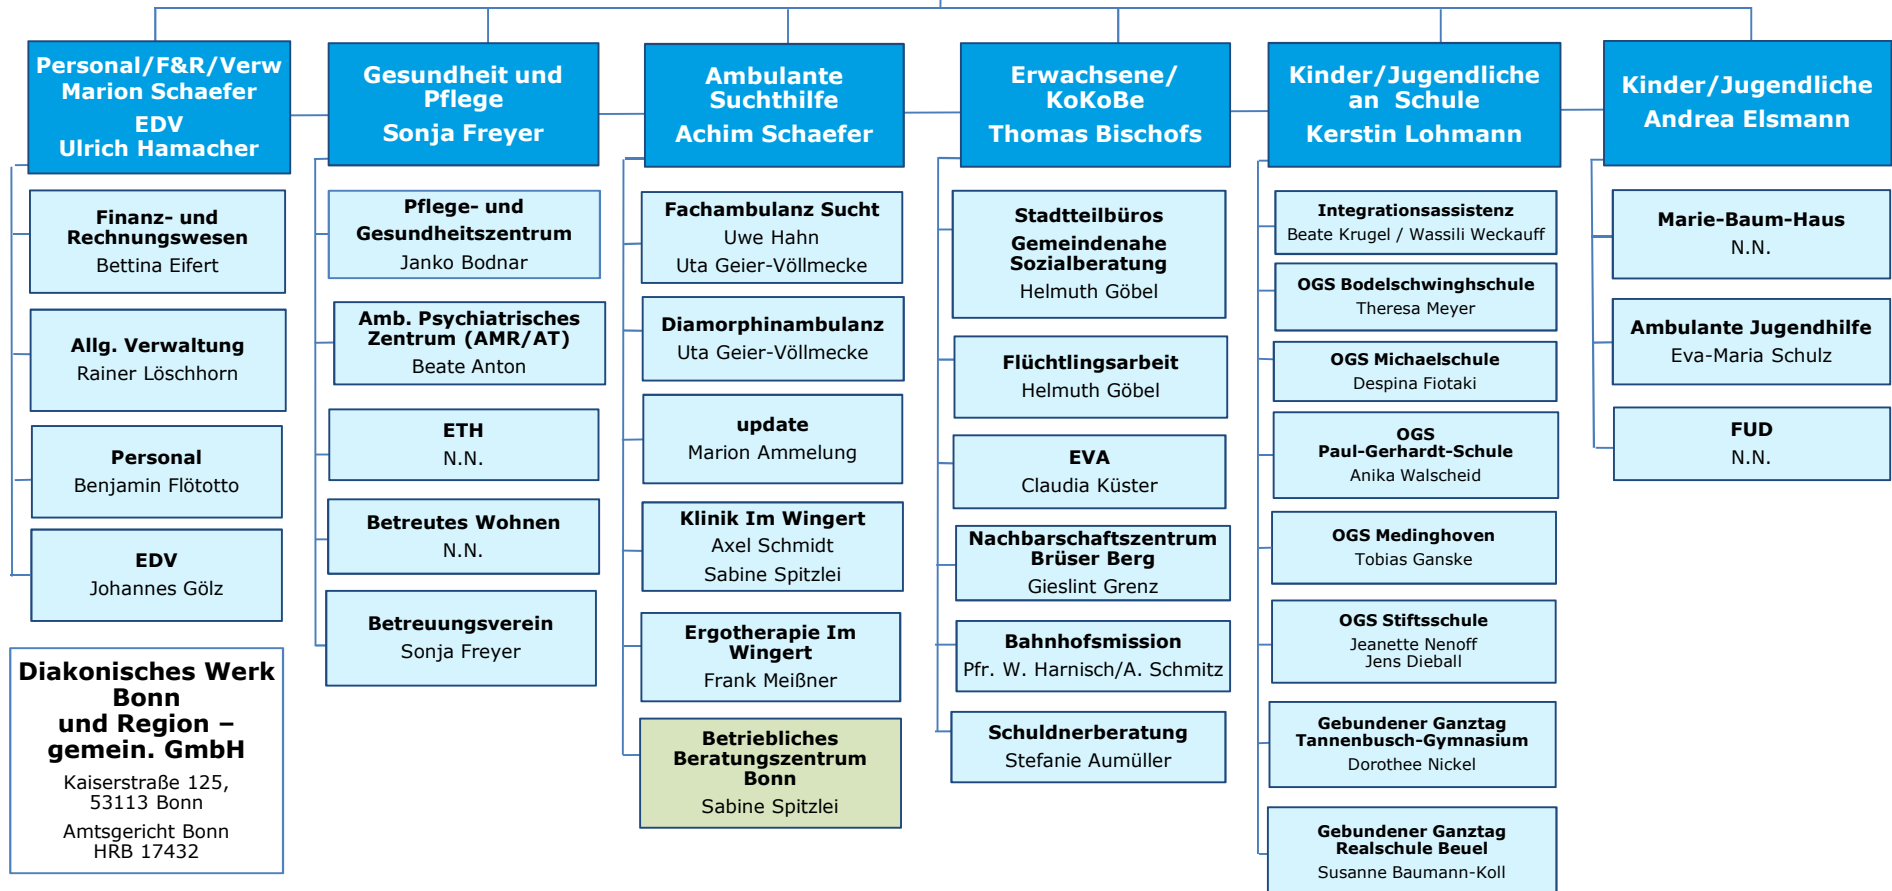 Personal/F&R/Verw
Marion Schaefer
EDV
Ulrich Hamacher
Finanz- und
Rechnungswesen
Bettina Eifert
Allg. Verwaltung
Rainer Löschhorn
Personal
Benjamin Flötotto
EDV
Johannes Gölz
Diakonisches Werk
Bonn
und Region –
gemein. GmbH
Kaiserstraße 125,
53113 Bonn
Amtsgericht Bonn
HRB 17432
Gesundheit und
Pflege
Sonja Freyer
Pflege- und
Gesundheitszentrum
Janko Bodnar
Amb. Psychiatrisches
Zentrum (AMR/AT)
Beate Anton
ETH
N.N.
Betreutes Wohnen
N.N.
Betreuungsverein
Sonja Freyer
Ambulante
Suchthilfe
Achim Schaefer
Fachambulanz Sucht
Uwe Hahn
Uta Geier-Völlmecke
Diamorphinambulanz
Uta Geier-Völlmecke
update
Marion Ammelung
Klinik Im Wingert
Axel Schmidt
Sabine Spitzlei
Ergotherapie Im
Wingert
Frank Meißner
Betriebliches
Beratungszentrum
Bonn
Sabine Spitzlei
Erwachsene/
KoKoBe
Thomas Bischofs
Stadtteilbüros
Gemeindenahe
Sozialberatung
Helmuth Göbel
Flüchtlingsarbeit
Helmuth Göbel
EVA
Claudia Küster
Nachbarschaftszentrum
Brüser Berg
Gieslint Grenz
Bahnhofsmission
Pfr. W. Harnisch/A. Schmitz
Schuldnerberatung
Stefanie Aumüller
Kinder/Jugendliche
an Schule
Kerstin Lohmann
Integrationsassistenz
Beate Krugel / Wassili Weckauff
OGS Bodelschwinghschule
Theresa Meyer
OGS Michaelschule
Despina Fiotaki
OGS
Paul-Gerhardt-Schule
Anika Walscheid
OGS Medinghoven
Tobias Ganske
OGS Stiftsschule
Jeanette Nenoff
Jens Dieball
Gebundener Ganztag
Tannenbusch-Gymnasium
Dorothee Nickel
Gebundener Ganztag
Realschule Beuel
Susanne Baumann-Koll
Kinder/Jugendliche
Andrea Elsmann
Marie-Baum-Haus
N.N.
Ambulante Jugendhilfe
Eva-Maria Schulz
FUD
N.N.